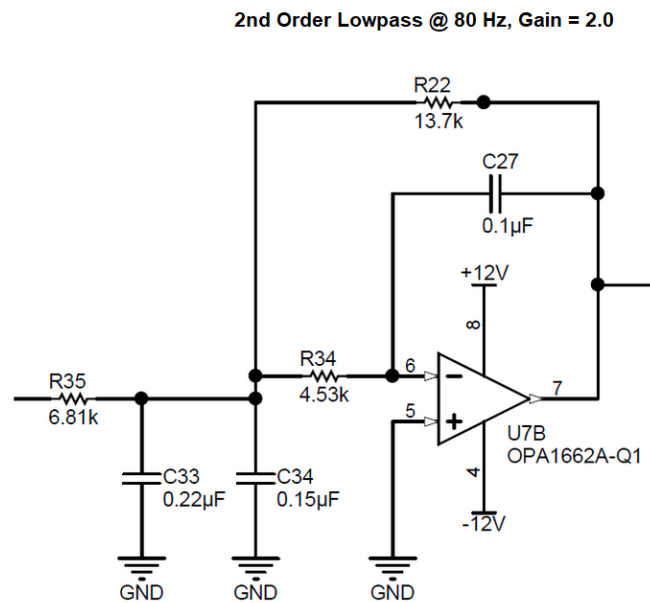 2nd Order Lowpass @ 80 Hz, Gain = 2.0
R22
13.7k
C27
0.1µF
+12V
8
R34
4.53k
6
R35
6.81k
7
5
U7B
OPA1662A-Q1
C33
0.22µF
C34
0.15µF
4
-12V
GND
GND
GND